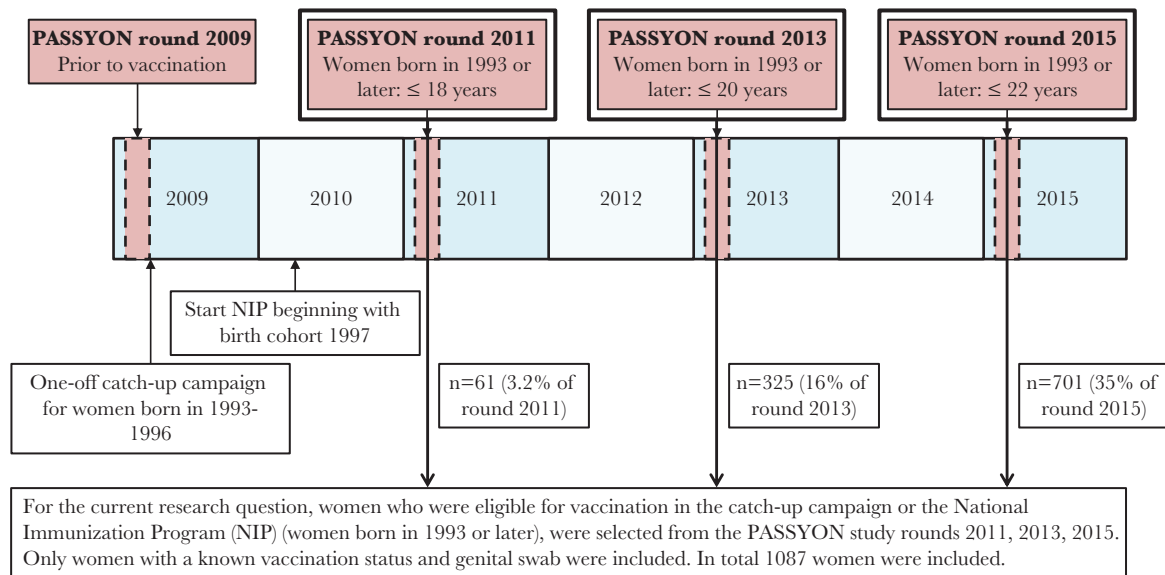 PASSYON round 2009
Prior to vaccination
PASSYON round 2011
Women born in 1993 or
later: ≤ 18 years
PASSYON round 2013
Women born in 1993 or
later: ≤ 20 years
PASSYON round 2015
Women born in 1993 or
later: ≤ 22 years
2009
2010
2011
2012
2013
2014
2015
Start NIP beginning with
birth cohort 1997
One-off catch-up campaign
for women born in 1993-
1996
n=61 (3.2% of
round 2011)
n=325 (16% of
round 2013)
n=701 (35% of
round 2015)
For the current research question, women who were eligible for vaccination in the catch-up campaign or the National
Immunization Program (NIP) (women born in 1993 or later), were selected from the PASSYON study rounds 2011, 2013, 2015.
Only women with a known vaccination status and genital swab were included. In total 1087 women were included.